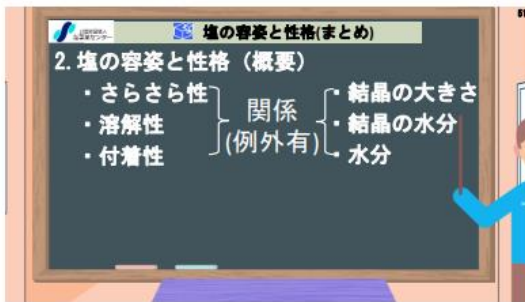 塩の容姿と性格(まとめ)
2.塩の容姿と性格(概要)
・さらさら性
・溶解性
・付着性
関係
(例外有)
・結晶の大きさ
・結晶の水分
・水分